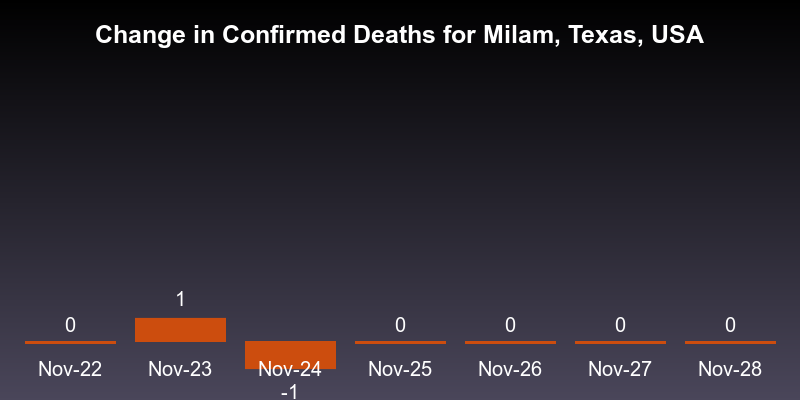 Change in Confirmed Deaths for Milam, Texas, USA
0
1
-1
0
0
0
0
Nov-22
Nov-23
Nov-24
Nov-25
Nov-26
Nov-27
Nov-28